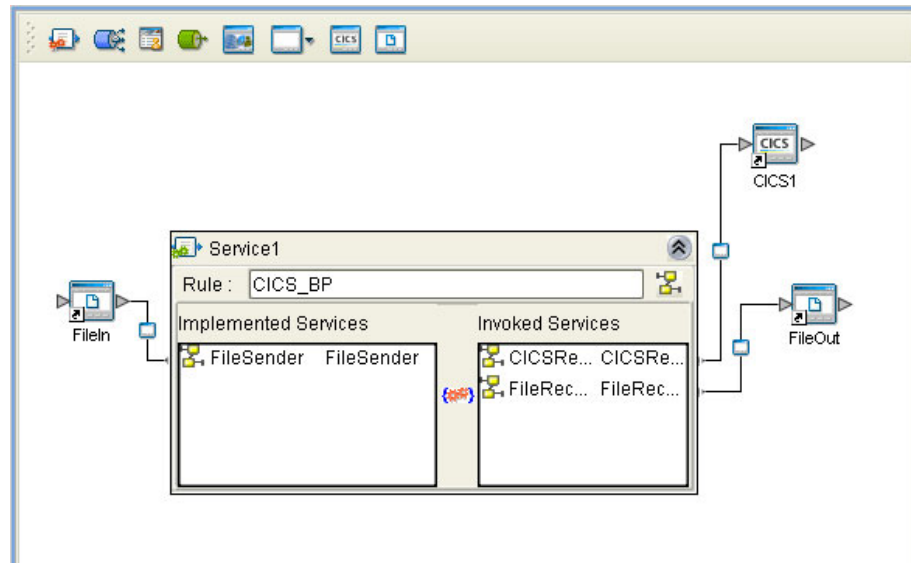 CICS
CICS
CICS1
Service1
Rule : CICS_BP
FileIn
Implemented Services Invoked Services
FileOut
FileSender FileSender CICSRe... CICSRe...
FileRec... FileRec...